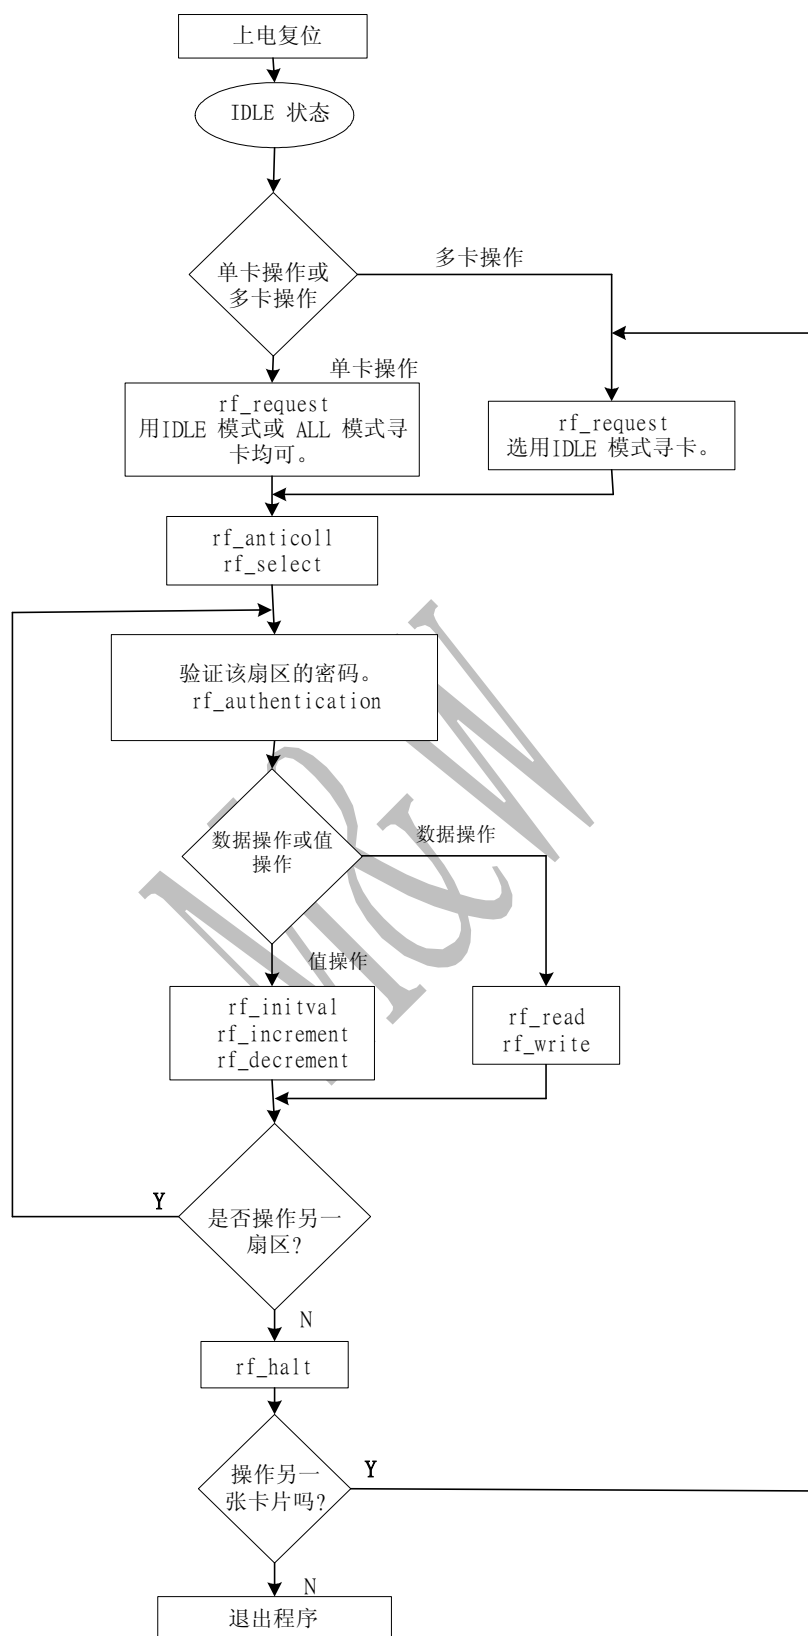 上电复位
IDLE 状态
单卡操作或
多卡操作
多卡操作
单卡操作
rf_request
用IDLE 模式或 ALL 模式寻
卡均可。
rf_request
选用IDLE 模式寻卡。
rf_anticoll
rf_select
验证该扇区的密码。
rf_authentication
数据操作或值
操作
数据操作
值操作
rf_initval
rf_increment
rf_decrement
rf_read
rf_write
Y
是否操作另一
扇区?
N
rf_halt
操作另一
张卡片吗?
Y
N
退出程序
M&W